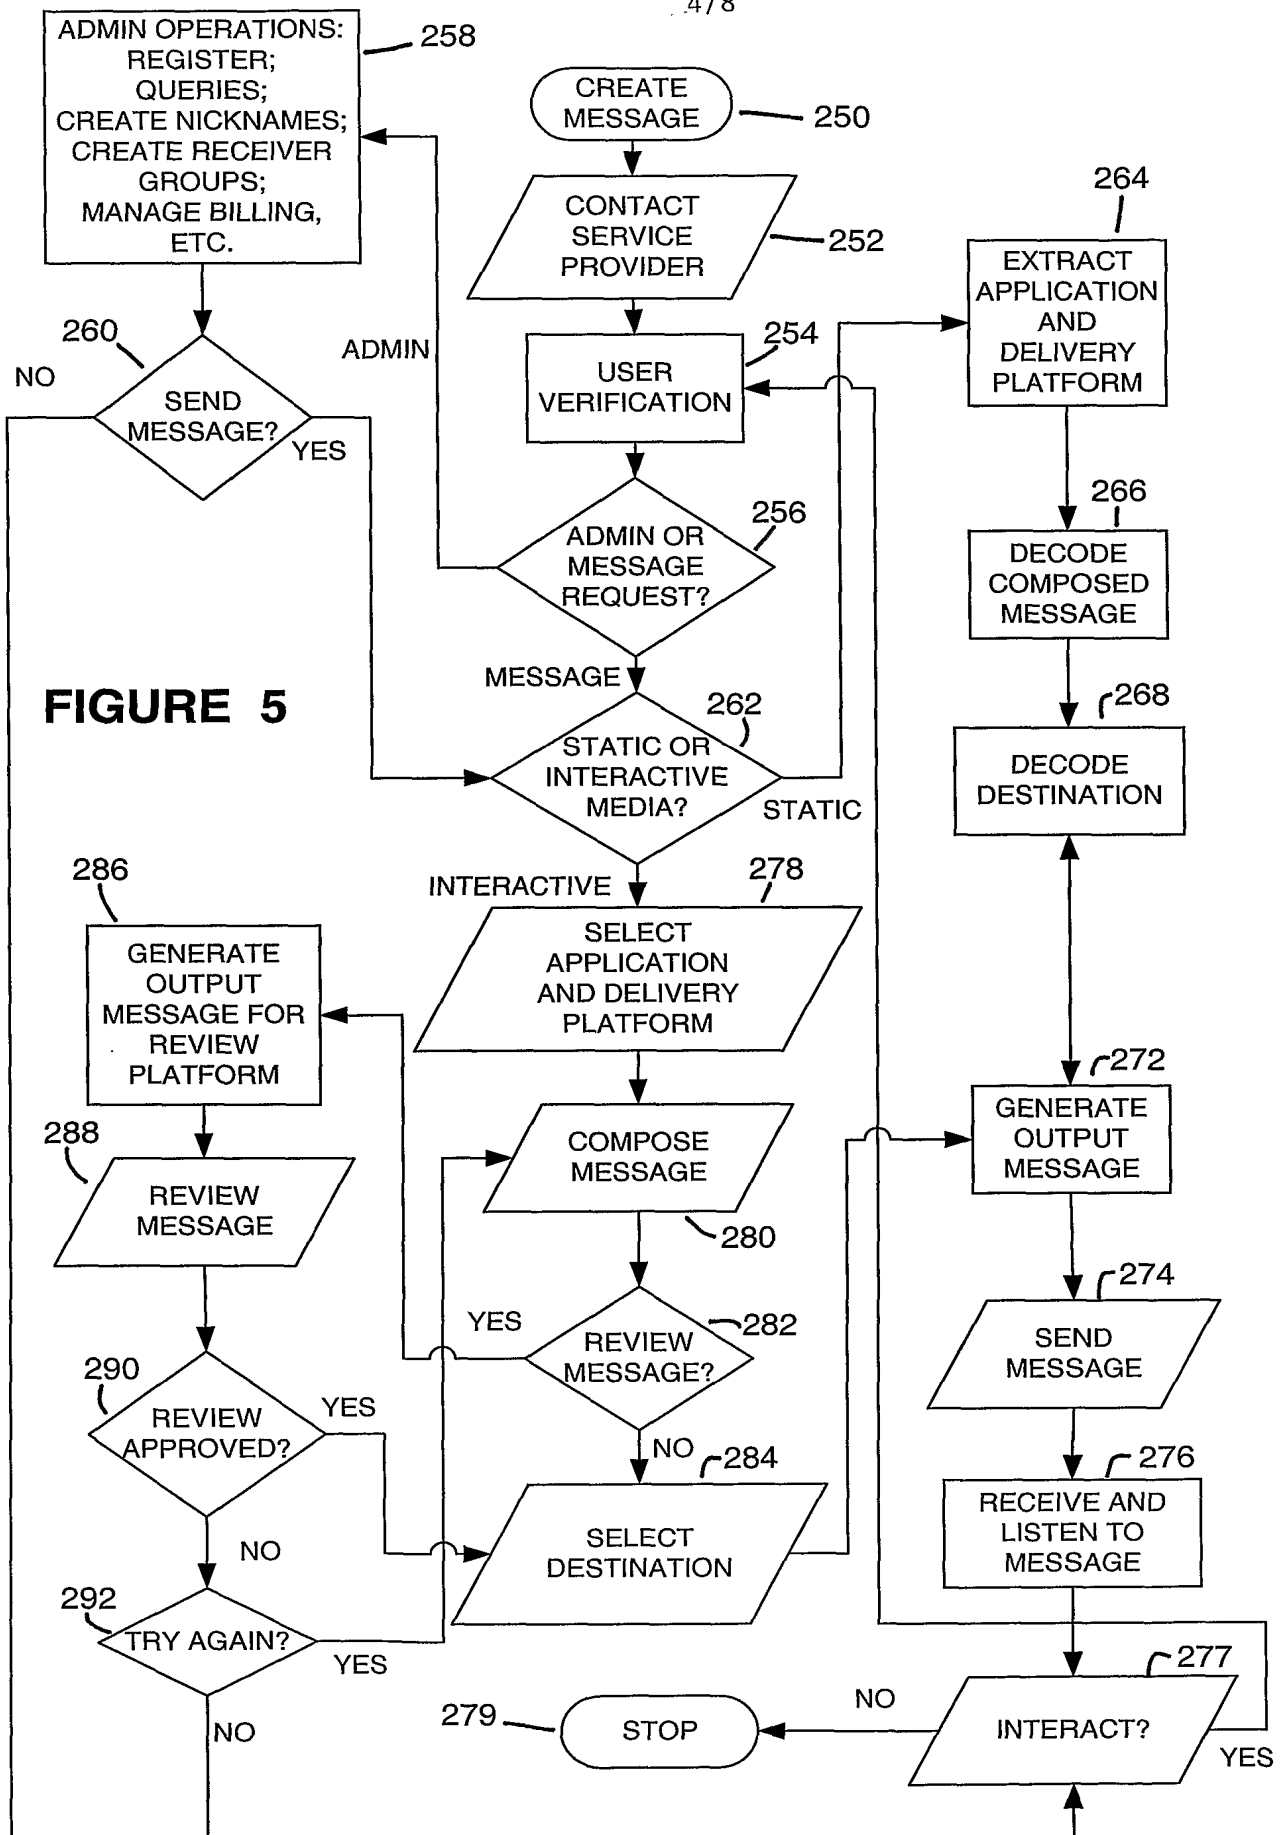 4/8
ADMIN OPERATIONS:
REGISTER;
QUERIES;
CREATE NICKNAMES;
CREATE RECEIVER
GROUPS;
MANAGE BILLING,
ETC.
258
CREATE
MESSAGE
250
CONTACT
SERVICE
PROVIDER
252
264
EXTRACT
APPLICATION
AND
DELIVERY
PLATFORM
260
NO
SEND
MESSAGE?
YES
ADMIN
254
USER
VERIFICATION
256
ADMIN OR
MESSAGE
REQUEST?
266
DECODE
COMPOSED
MESSAGE
MESSAGE
FIGURE 5
262
STATIC OR
INTERACTIVE
MEDIA?
STATIC
268
DECODE
DESTINATION
INTERACTIVE
278
SELECT
APPLICATION
AND DELIVERY
PLATFORM
286
GENERATE
OUTPUT
MESSAGE FOR
REVIEW
PLATFORM
272
GENERATE
OUTPUT
MESSAGE
288
REVIEW
MESSAGE
COMPOSE
MESSAGE
280
274
SEND
MESSAGE
YES
282
REVIEW
MESSAGE?
NO
290
REVIEW
APPROVED?
YES
NO
284
SELECT
DESTINATION
276
RECEIVE AND
LISTEN TO
MESSAGE
292
TRY AGAIN?
YES
NO
279
STOP
NO
277
INTERACT?
YES